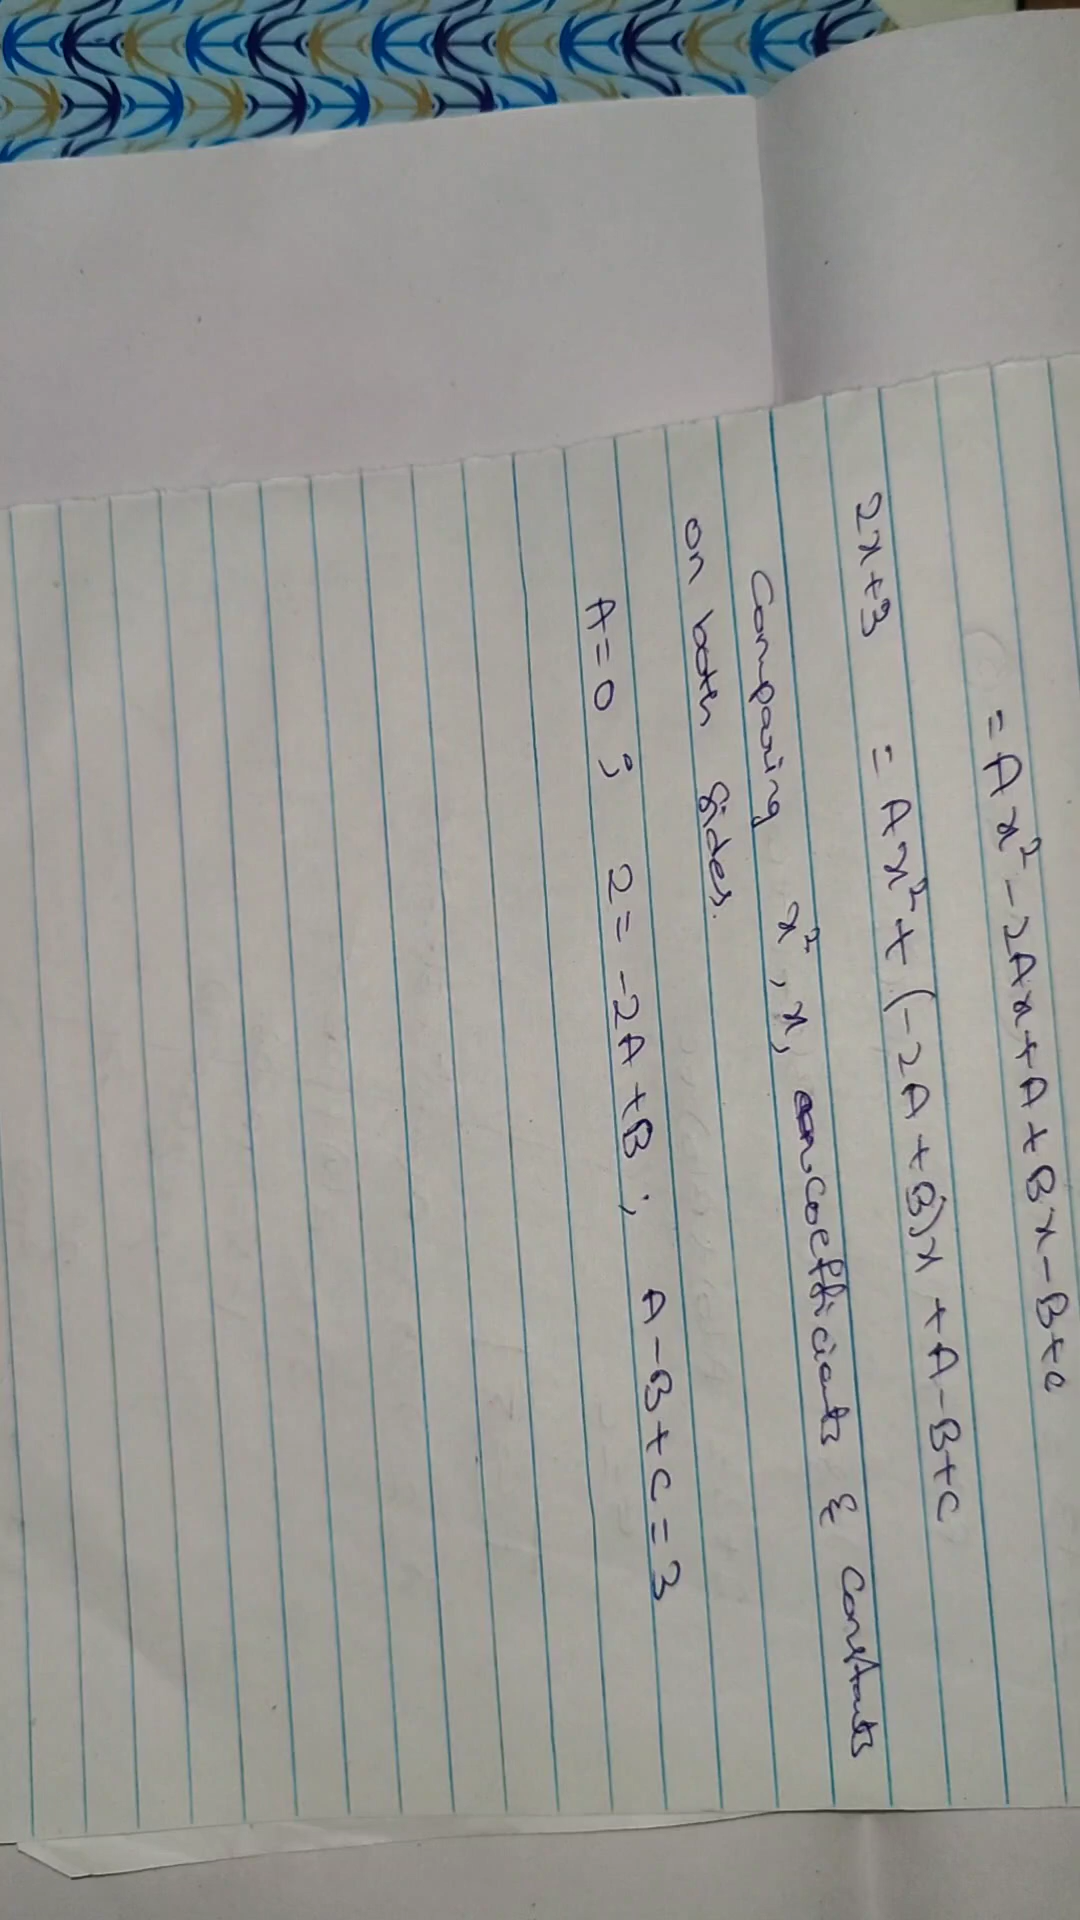 = Ax² - 2Ax + A + Bx - B + c
2x+3 = Ax² + (-2A + B)x + A - B + c
Comparing x², x, coefficients & constants
on both sides.
A = 0 ; 2 = -2A + B ; A - B + c = 3